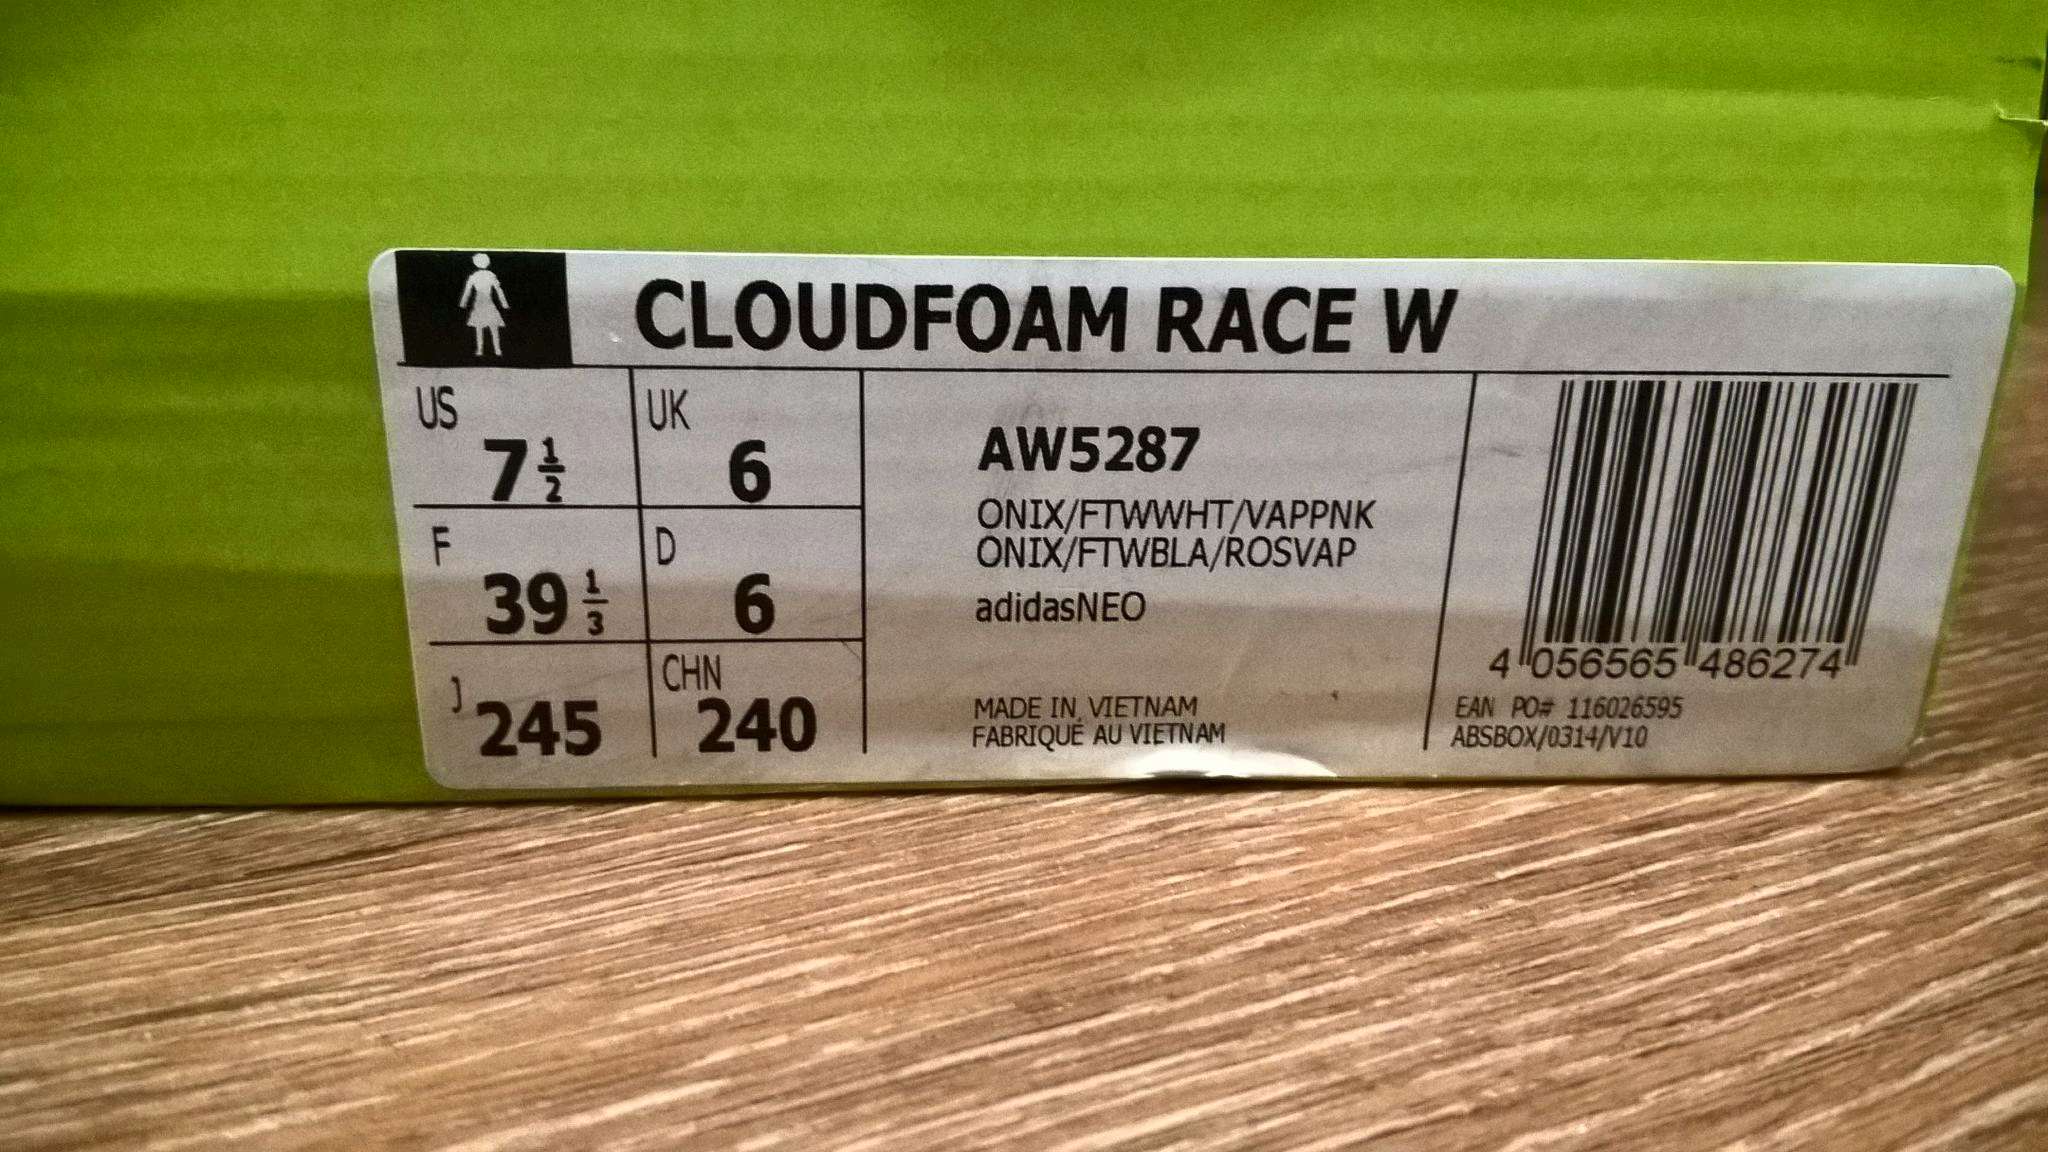 CLOUDFOAM RACE W
US 7 1/2 UK 6
F 39 1/3 D 6
J 245 CHN 240
AW5287
ONIX/FTWWHT/VAPPNK
ONIX/FTWBLA/ROSVAP
adidasNEO
MADE IN VIETNAM
FABRIQUÉ AU VIETNAM
4 056565 486274
EAN PO# 116026595
ABSBOX/0314/V10